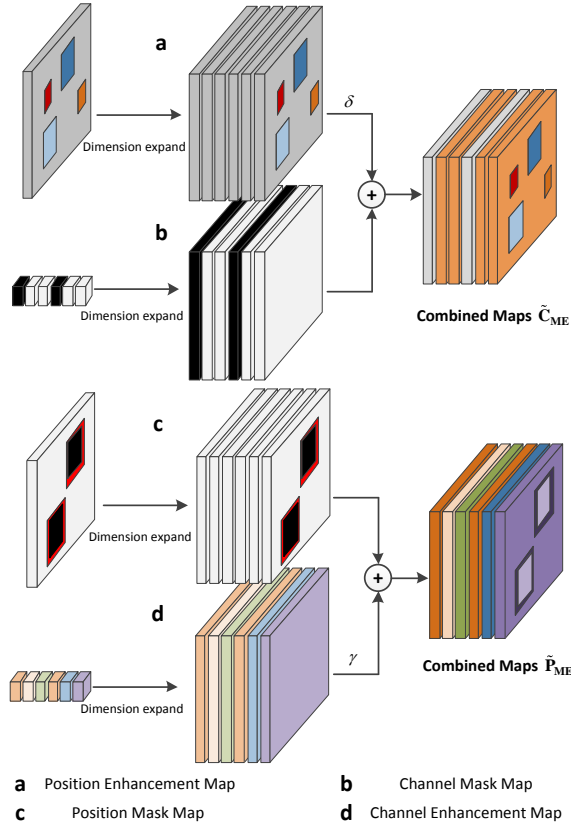 a
Dimension expand
δ
+
b
Dimension expand
Combined Maps C̃ME
c
Dimension expand
+
d
γ
Dimension expand
Combined Maps P̃ME
a Position Enhancement Map
b Channel Mask Map
c Position Mask Map
d Channel Enhancement Map